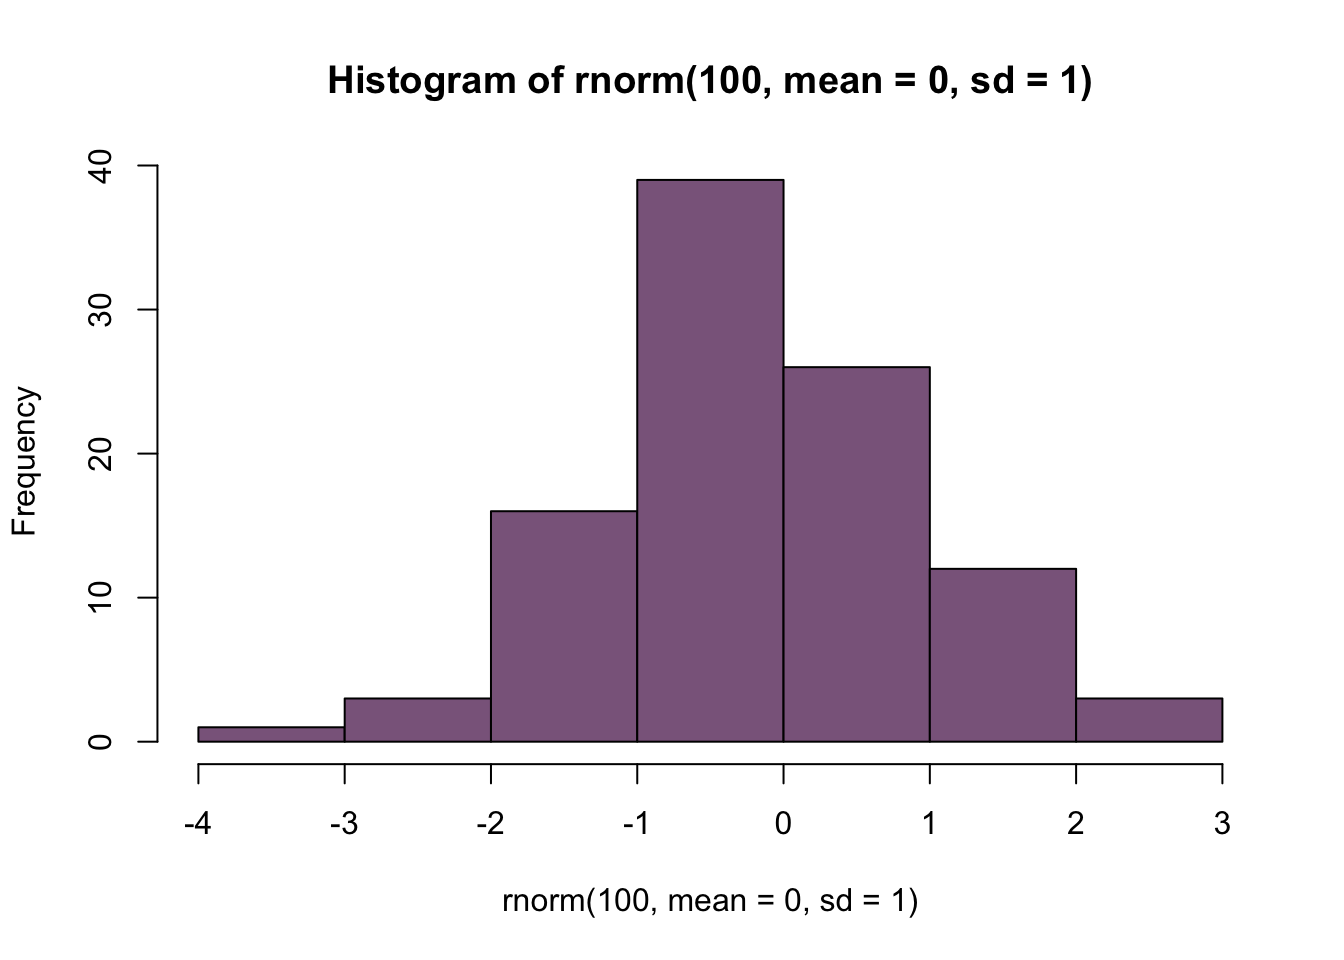 Histogram of rnorm(100, mean = 0, sd = 1)
Frequency
40
30
20
10
0
-4 -3 -2 -1 0 1 2 3
rnorm(100, mean = 0, sd = 1)